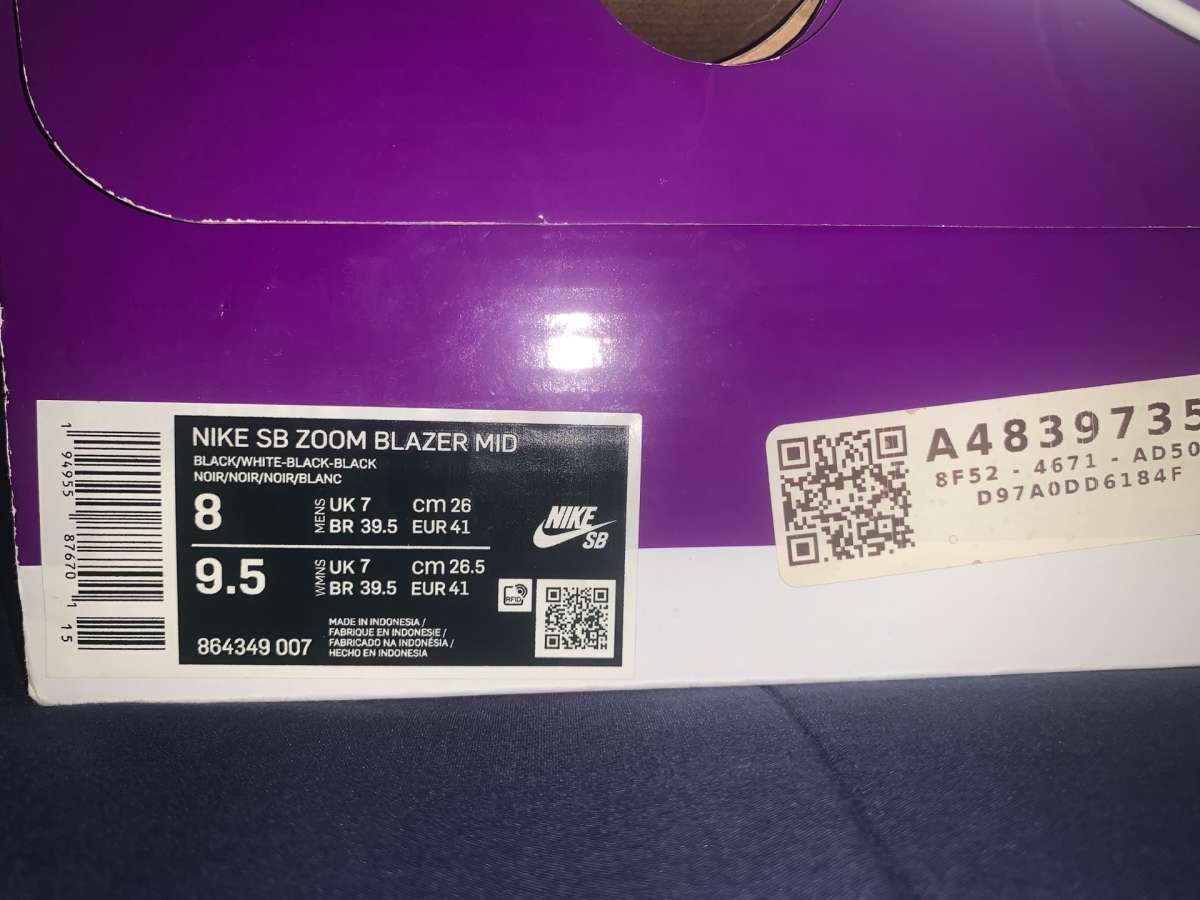 NIKE SB ZOOM BLAZER MID
BLACK/WHITE-BLACK-BLACK
NOIR/NOIR/NOIR/BLANC
8 MENS UK 7 CM 26
BR 39.5 EUR 41
9.5 WMNS UK 7 CM 26.5
BR 39.5 EUR 41
864349 007
MADE IN INDONESIA /
FABRIQUE EN INDONESIE /
FABRICADO NA INDONÉSIA /
HECHO EN INDONESIA
NIKE
SB
RFID
1 94955 87670 1 15
A4839735
8F52 - 4671 - AD50
D97A0DD6184F